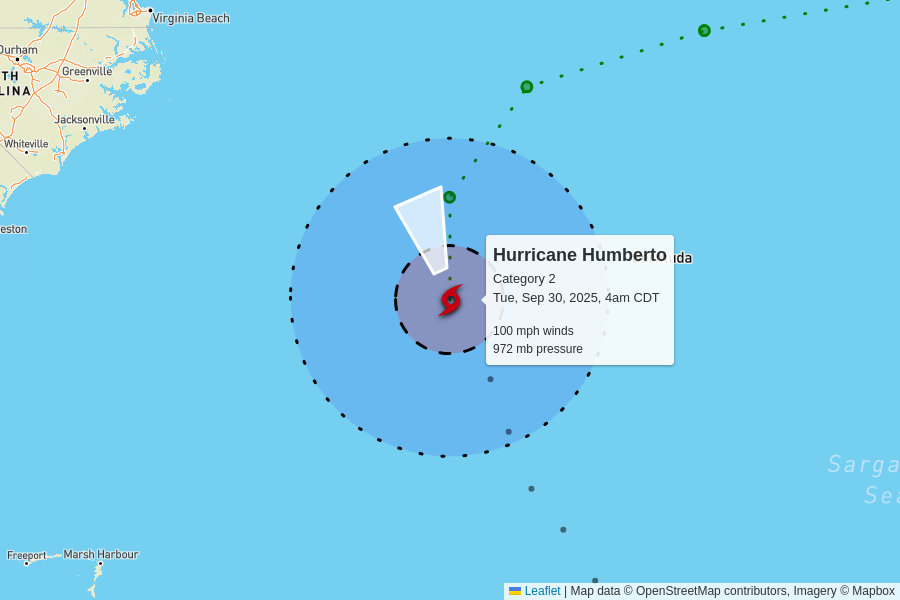 Virginia Beach
Durham
Greenville
TH
LINA
Jacksonville
Whiteville
eston
Hurricane Humberto
uda
Category 2
Tue, Sep 30, 2025, 4am CDT
100 mph winds
972 mb pressure
Sarga
Sea
Freeport
Marsh Harbour
Leaflet | Map data © OpenStreetMap contributors, Imagery © Mapbox